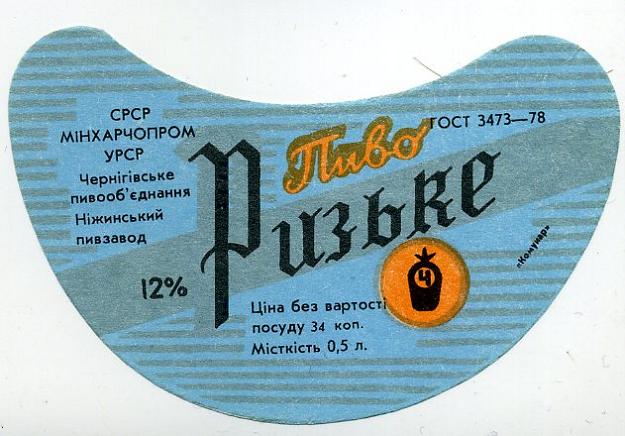 СРСР
МІНХАРЧОПРОМ
УРСР
Чернігівське
пивооб'єднання
Ніжинський
пивзавод
12%
Пиво
Ризьке
ГОСТ 3473—78
Ч
"Комунар"
Ціна без вартості
посуду 34 коп.
Місткість 0,5 л.